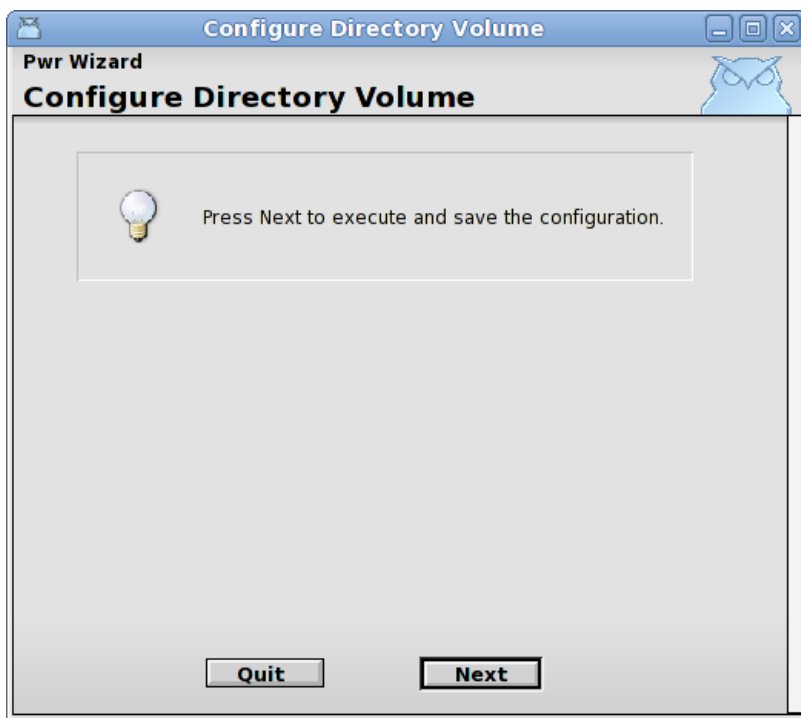 Configure Directory Volume
Pwr Wizard
Configure Directory Volume
Press Next to execute and save the configuration.
Quit Next